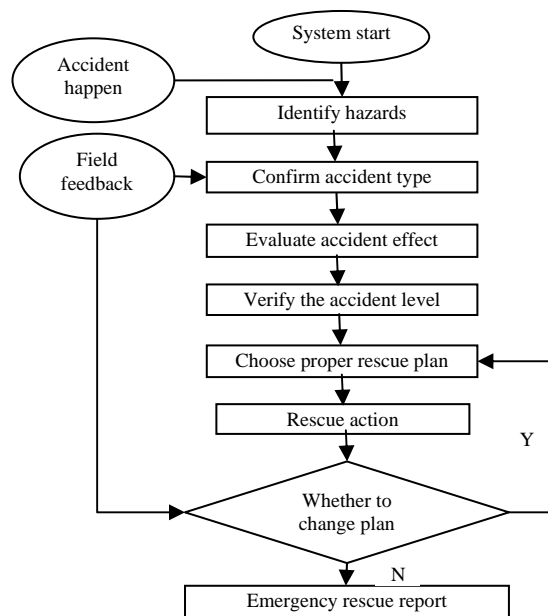 System start
Accident
happen
Identify hazards
Field
feedback
Confirm accident type
Evaluate accident effect
Verify the accident level
Choose proper rescue plan
Rescue action
Y
Whether to
change plan
N
Emergency rescue report